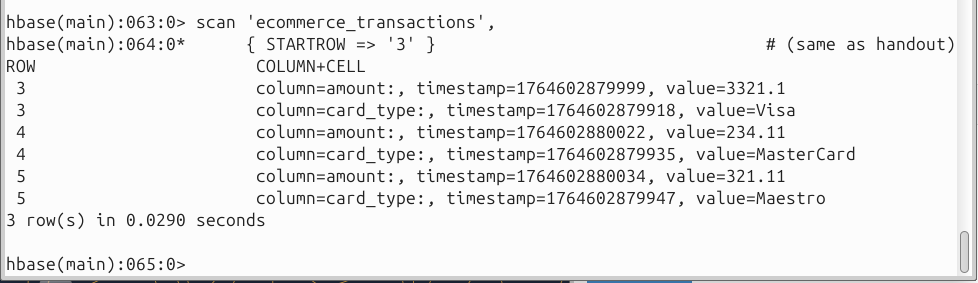 hbase(main):063:0> scan 'ecommerce_transactions',
hbase(main):064:0*      { STARTROW => '3' }                                 # (same as handout)
ROW                      COLUMN+CELL
 3                       column=amount:, timestamp=1764602879999, value=3321.1
 3                       column=card_type:, timestamp=1764602879918, value=Visa
 4                       column=amount:, timestamp=1764602880022, value=234.11
 4                       column=card_type:, timestamp=1764602879935, value=MasterCard
 5                       column=amount:, timestamp=1764602880034, value=321.11
 5                       column=card_type:, timestamp=1764602879947, value=Maestro
3 row(s) in 0.0290 seconds
hbase(main):065:0>